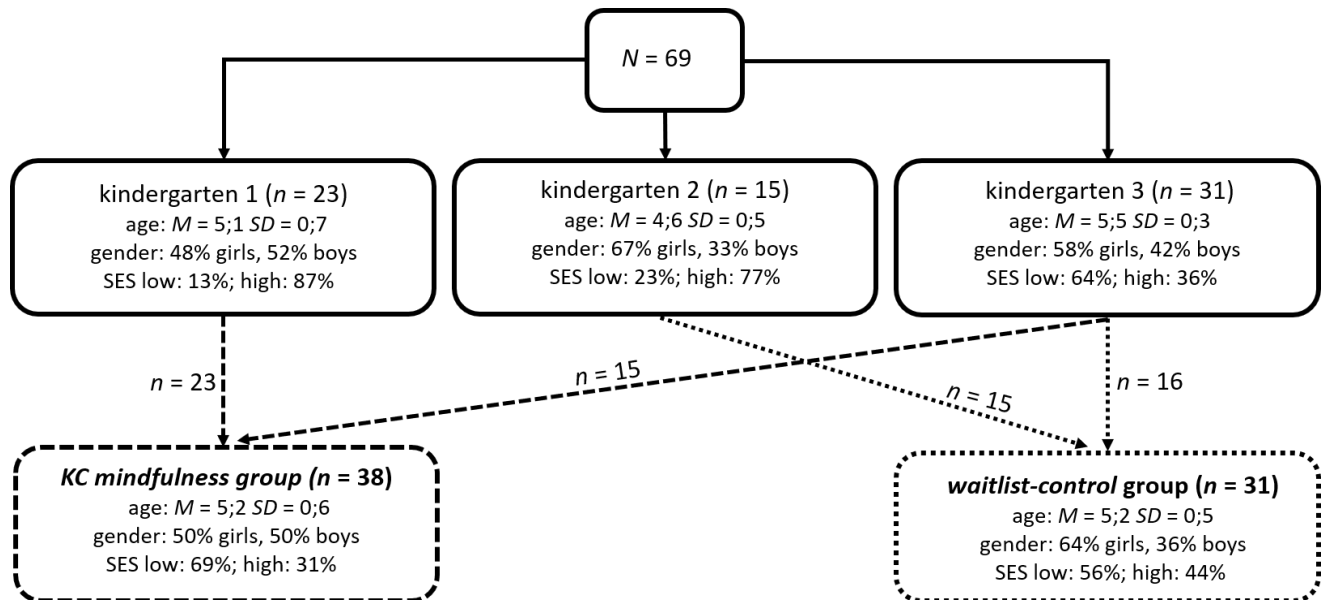 N = 69
kindergarten 1 (n = 23)
age: M = 5;1 SD = 0;7
gender: 48% girls, 52% boys
SES low: 13%; high: 87%
kindergarten 2 (n = 15)
age: M = 4;6 SD = 0;5
gender: 67% girls, 33% boys
SES low: 23%; high: 77%
kindergarten 3 (n = 31)
age: M = 5;5 SD = 0;3
gender: 58% girls, 42% boys
SES low: 64%; high: 36%
n = 23
n = 15
n = 15
n = 16
KC mindfulness group (n = 38)
age: M = 5;2 SD = 0;6
gender: 50% girls, 50% boys
SES low: 69%; high: 31%
waitlist-control group (n = 31)
age: M = 5;2 SD = 0;5
gender: 64% girls, 36% boys
SES low: 56%; high: 44%